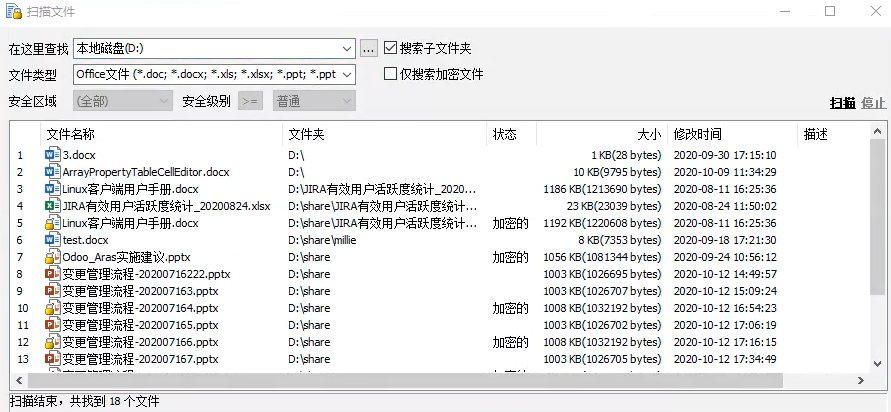 扫描文件
在这里查找 本地磁盘(D:) ... 搜索子文件夹
文件类型 Office文件 (*.doc; *.docx; *.xls; *.xlsx; *.ppt; *.ppt 仅搜索加密文件
安全区域 (全部) 安全级别 >= 普通 扫描 停止
文件名称 文件夹 状态 大小 修改时间 描述
1 3.docx D:\ 1 KB(28 bytes) 2020-09-30 17:15:10
2 ArrayPropertyTableCellEditor.docx D:\ 10 KB(9795 bytes) 2020-10-09 11:34:29
3 Linux客户端用户手册.docx D:\JIRA有效用户活跃度统计_2020... 1186 KB(1213690 bytes) 2020-08-11 16:25:36
4 JIRA有效用户活跃度统计_20200824.xlsx D:\share\JIRA有效用户活跃度统计... 23 KB(23039 bytes) 2020-08-24 11:50:02
5 Linux客户端用户手册.docx D:\share\JIRA有效用户活跃度统计... 加密的 1192 KB(1220608 bytes) 2020-08-11 16:25:36
6 test.docx D:\share\millie 8 KB(7353 bytes) 2020-09-18 17:21:30
7 Odoo_Aras实施建议.pptx D:\share 加密的 1056 KB(1081344 bytes) 2020-09-24 10:56:12
8 变更管理流程-20200716222.pptx D:\share 1003 KB(1026695 bytes) 2020-10-12 14:49:57
9 变更管理流程-202007163.pptx D:\share 1003 KB(1026707 bytes) 2020-10-12 15:09:24
10 变更管理流程-202007164.pptx D:\share 加密的 1008 KB(1032192 bytes) 2020-10-12 16:54:23
11 变更管理流程-202007165.pptx D:\share 1003 KB(1026702 bytes) 2020-10-12 17:06:19
12 变更管理流程-202007166.pptx D:\share 加密的 1008 KB(1032192 bytes) 2020-10-12 17:16:15
13 变更管理流程-202007167.pptx D:\share 1003 KB(1026705 bytes) 2020-10-12 17:34:49
扫描结束，共找到 18 个文件